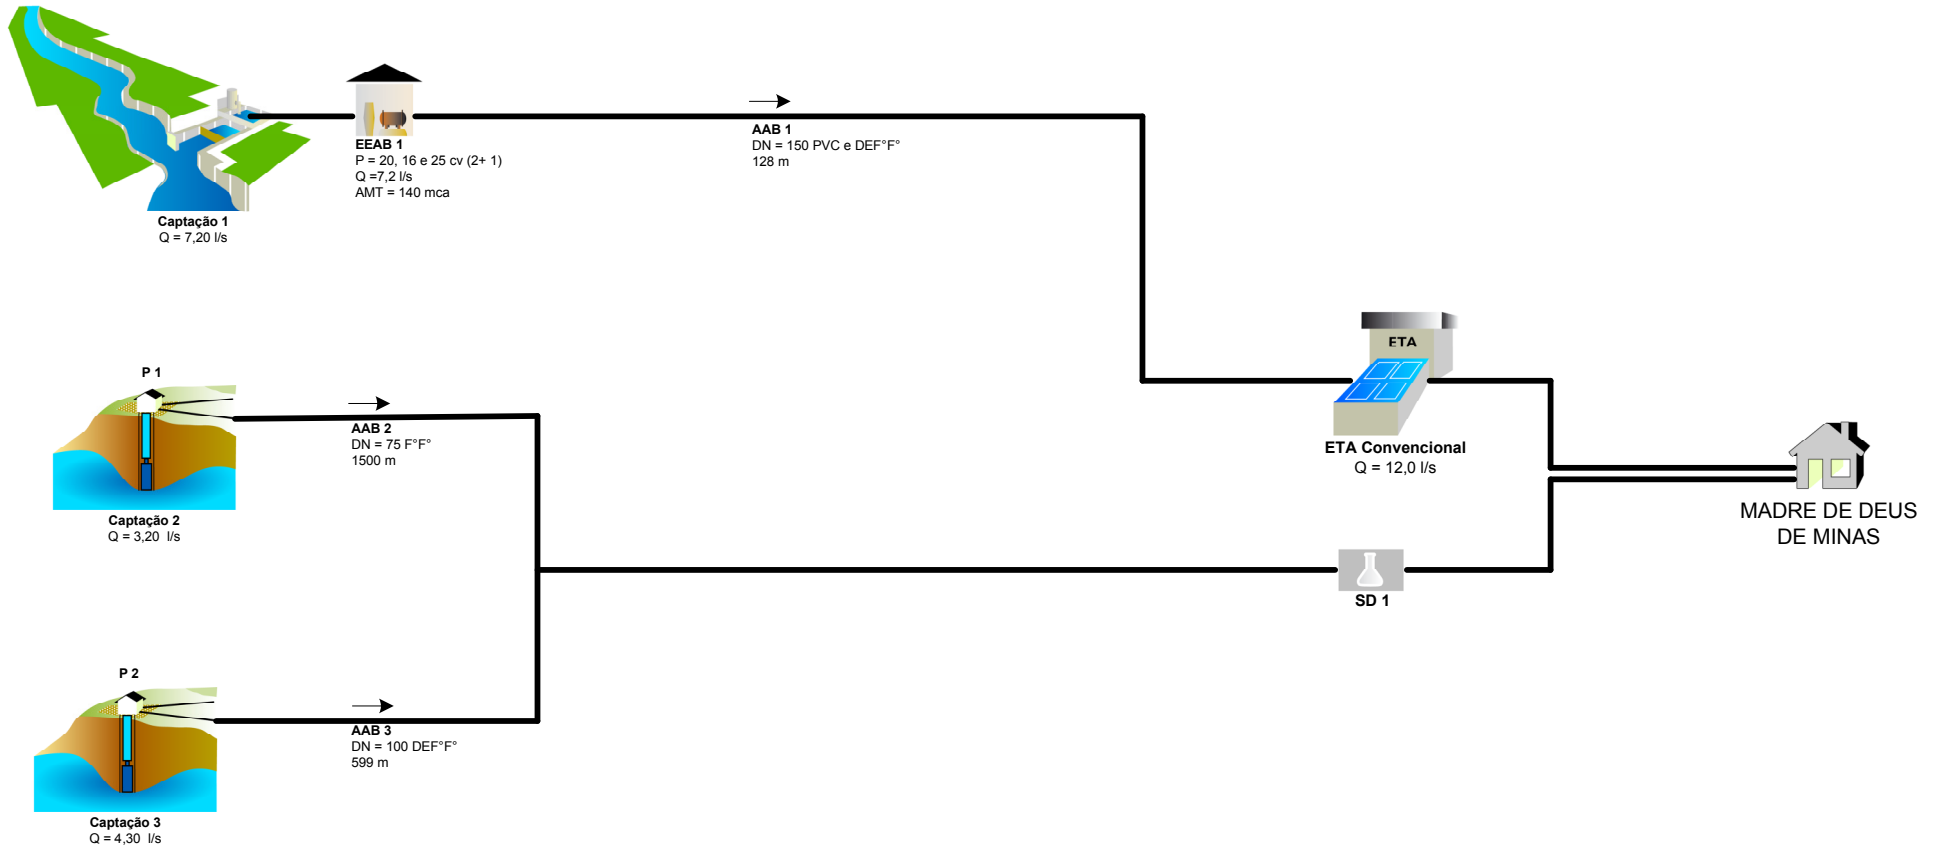 EEAB 1
P = 20, 16 e 25 cv (2+ 1)
Q =7,2 l/s
AMT = 140 mca
AAB 1
DN = 150 PVC e DEF°F°
128 m
Captação 1
Q = 7,20 l/s
ETA
ETA Convencional
Q = 12,0 l/s
P 1
AAB 2
DN = 75 F°F°
1500 m
Captação 2
Q = 3,20 l/s
MADRE DE DEUS
DE MINAS
SD 1
P 2
AAB 3
DN = 100 DEF°F°
599 m
Captação 3
Q = 4,30 l/s